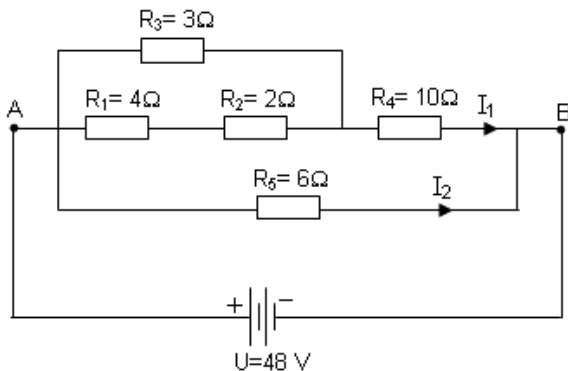 R₃= 3Ω
A
R₁= 4Ω
R₂= 2Ω
R₄= 10Ω
I₁
B
R₅= 6Ω
I₂
+
−
U=48 V